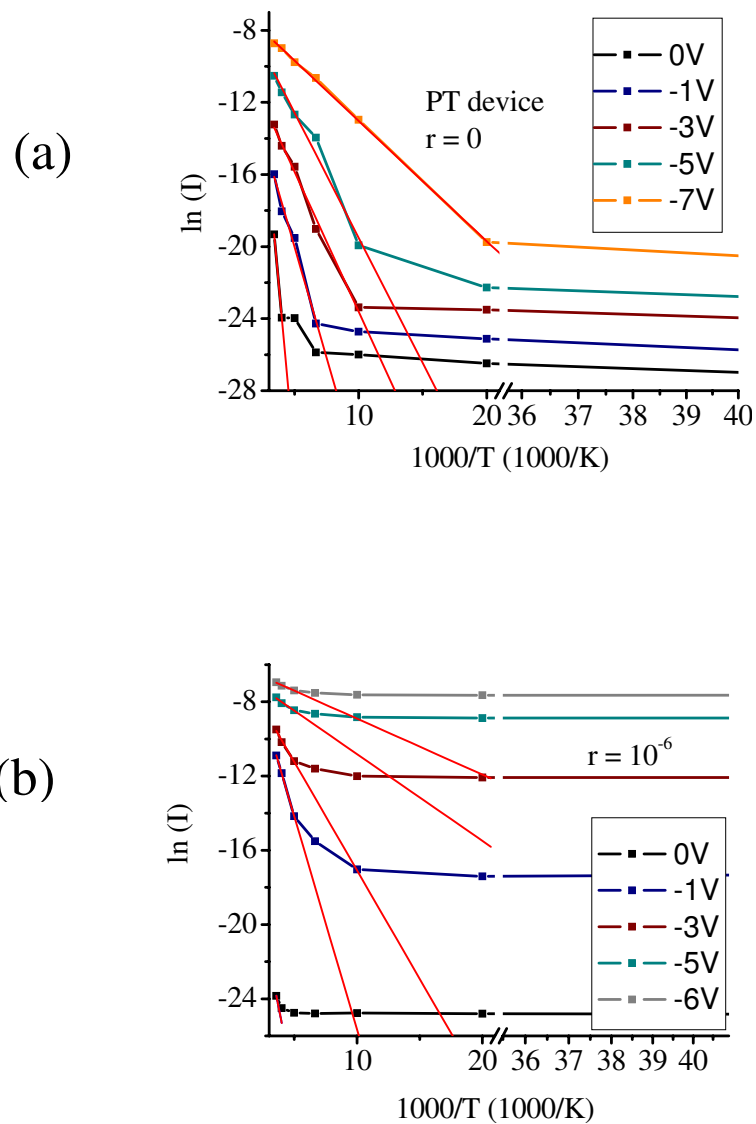 (a)
-8
-12
-16
-20
-24
-28
ln (I)
PT device
r = 0
0V
-1V
-3V
-5V
-7V
10 20 36 37 38 39 40
1000/T (1000/K)
(b)
-8
-12
-16
-20
-24
ln (I)
r = 10⁻⁶
0V
-1V
-3V
-5V
-6V
10 20 36 37 38 39 40
1000/T (1000/K)